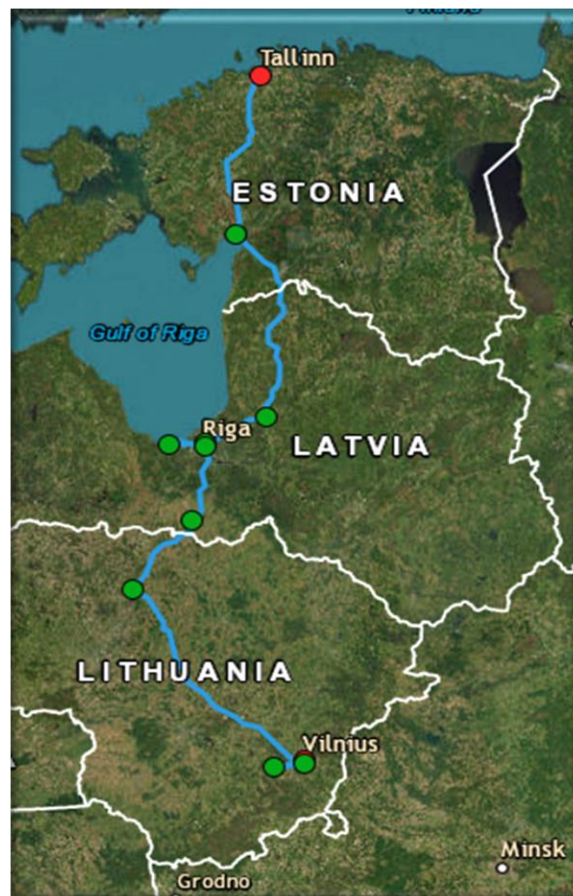 Tallinn
ESTONIA
Gulf of Riga
Riga
LATVIA
LITHUANIA
Vilnius
Minsk
Grodno